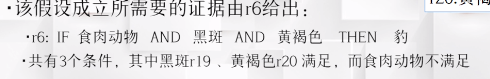 •该假设成立所需要的证据由r6给出：
•r6: IF 食肉动物 AND 黑斑 AND 黄褐色 THEN 豹
•共有3个条件，其中黑斑r19 、黄褐色r20 满足，而食肉动物不满足